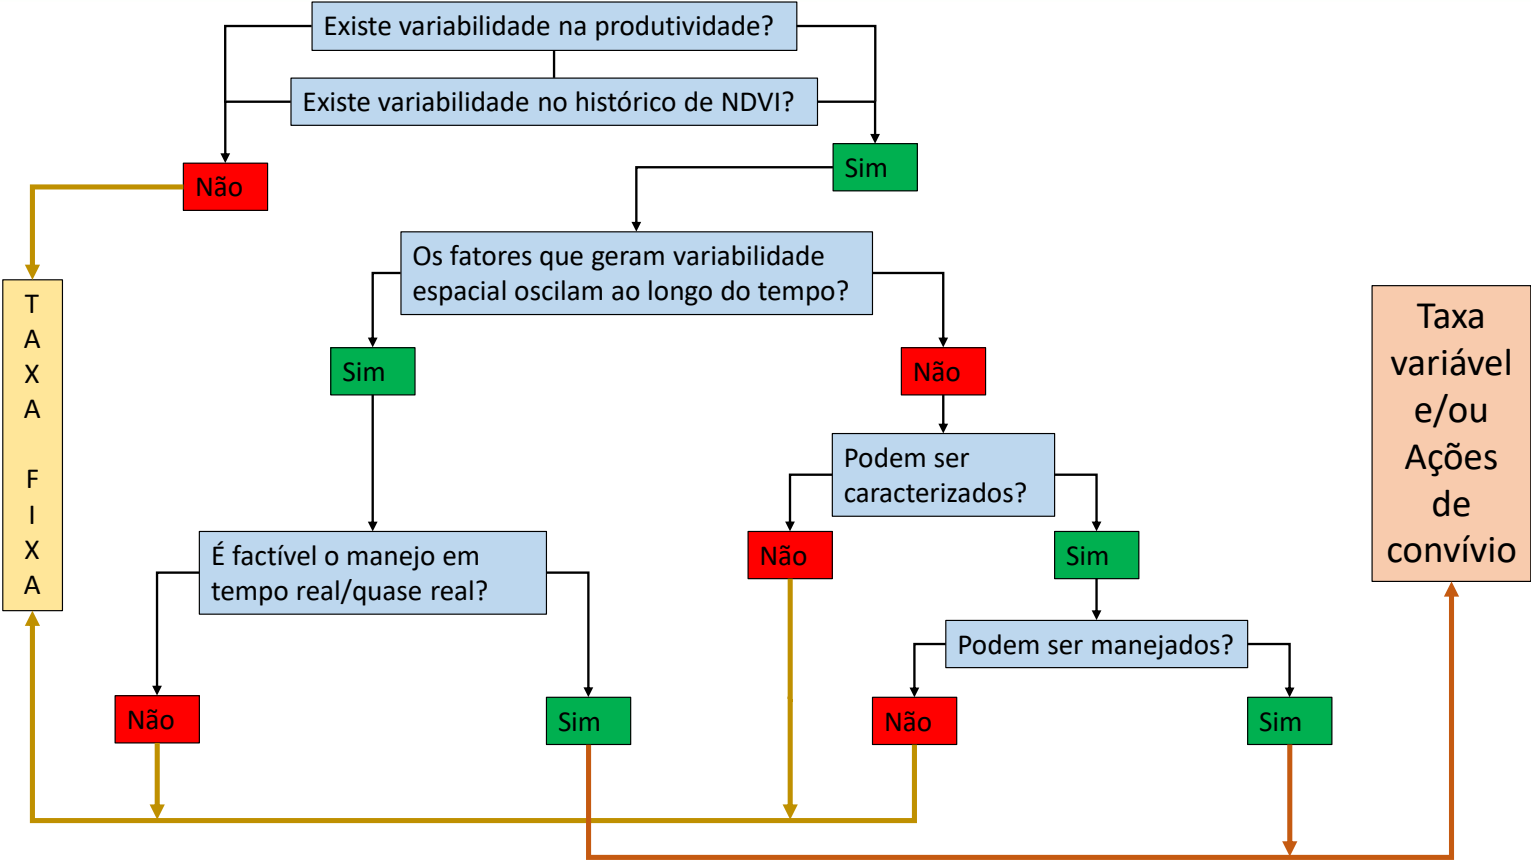 Existe variabilidade na produtividade?
Existe variabilidade no histórico de NDVI?
Sim
Não
Os fatores que geram variabilidade
espacial oscilam ao longo do tempo?
T
A
X
A
F
I
X
A
Taxa
variável
e/ou
Ações
de
convívio
Sim
Não
Podem ser
caracterizados?
É factível o manejo em
tempo real/quase real?
Não
Sim
Podem ser manejados?
Não
Sim
Não
Sim